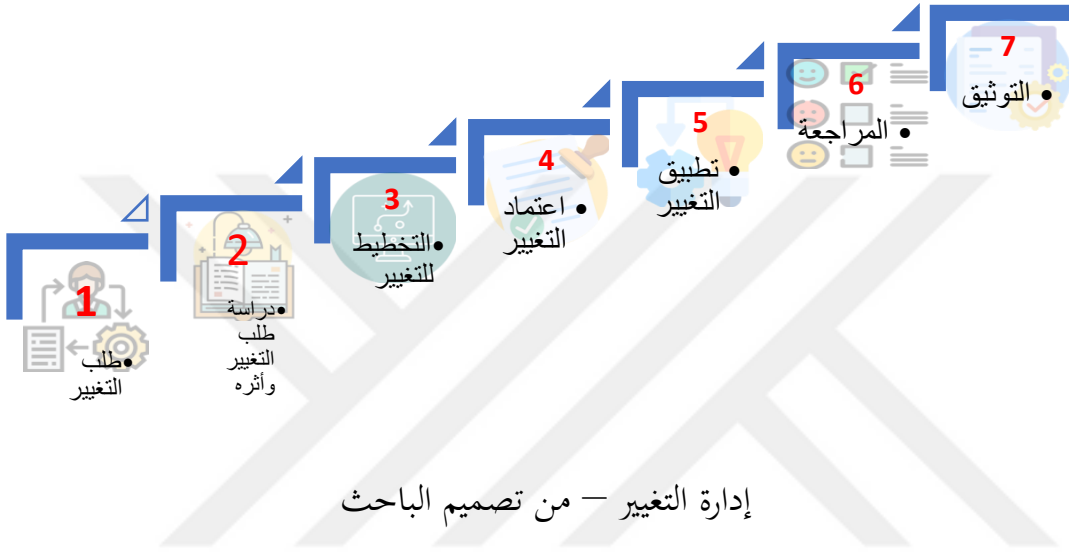 1
•طلب
التغيير
2
•دراسة
طلب
التغيير
وأثره
3
•التخطيط
للتغيير
4
• اعتماد
التغيير
5
• تطبيق
التغيير
6
• المراجعة
7
• التوثيق
إدارة التغيير – من تصميم الباحث